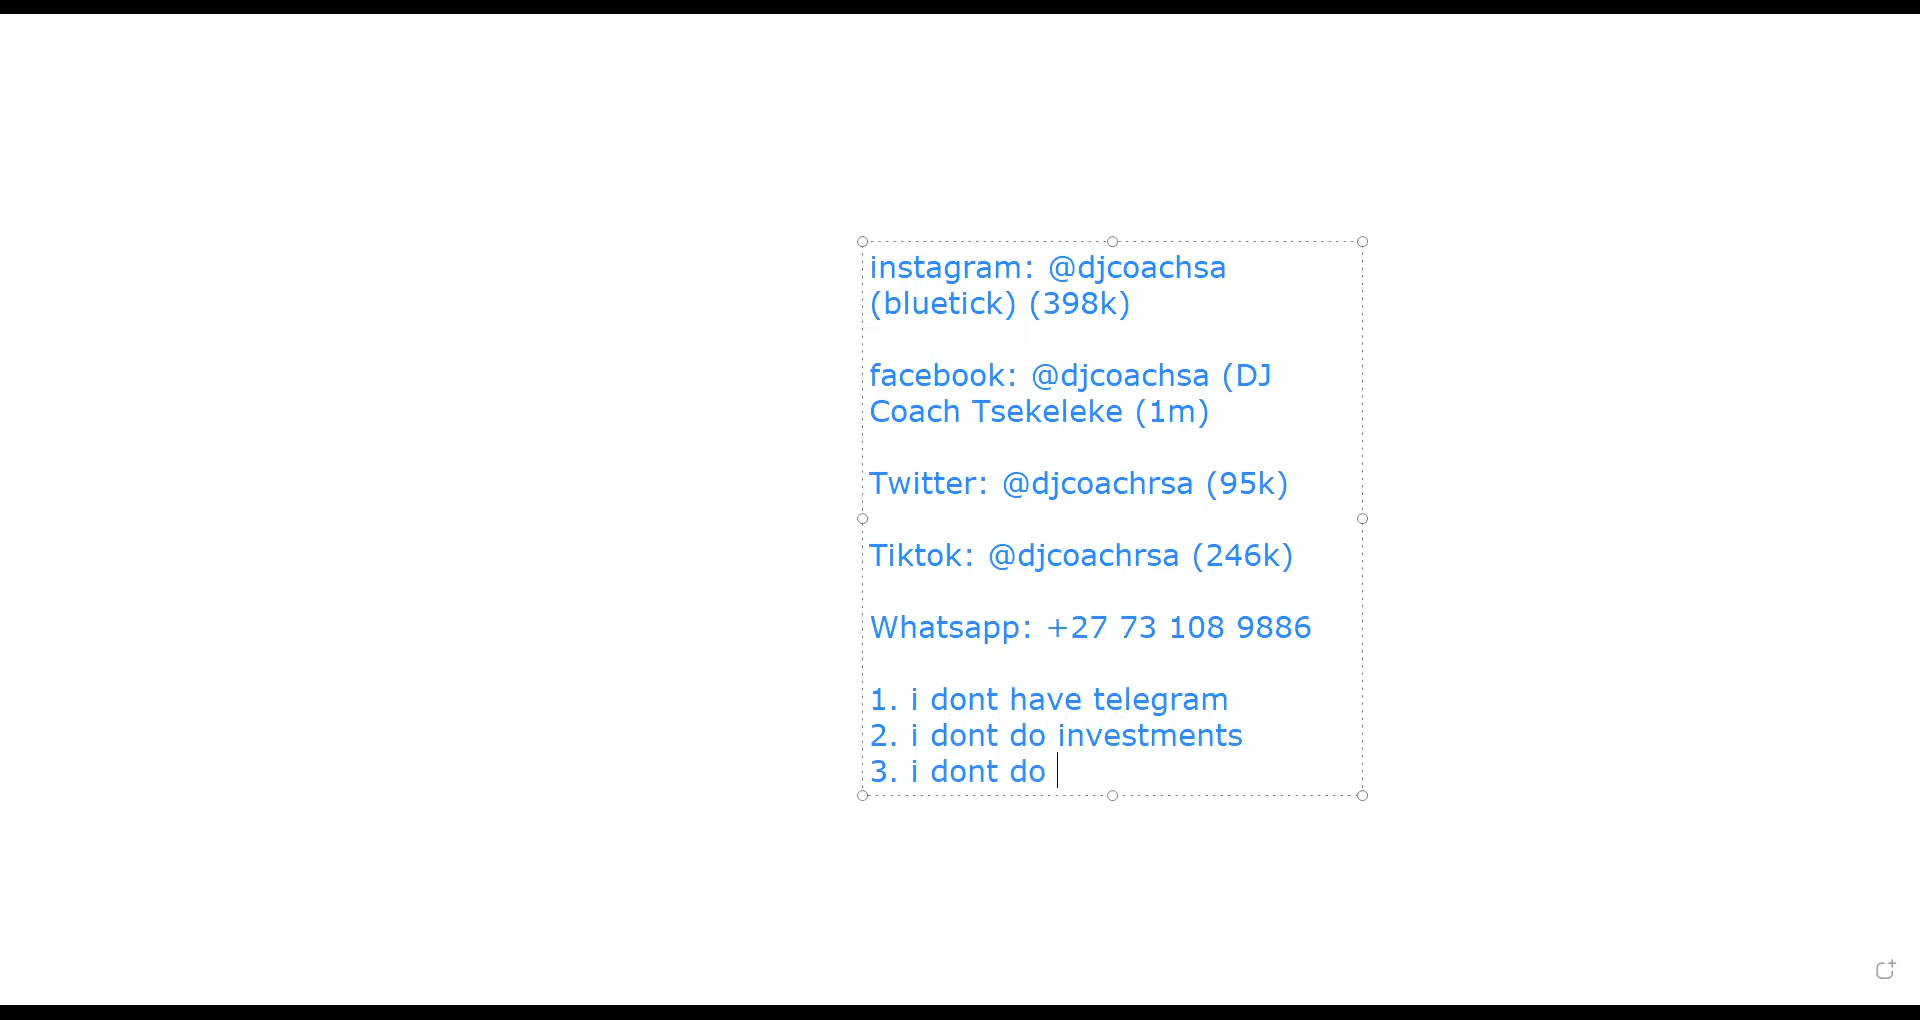 instagram: @djcoachsa
(bluetick) (398k)
facebook: @djcoachsa (DJ
Coach Tsekeleke (1m)
Twitter: @djcoachrsa (95k)
Tiktok: @djcoachrsa (246k)
Whatsapp: +27 73 108 9886
1. i dont have telegram
2. i dont do investments
3. i dont do